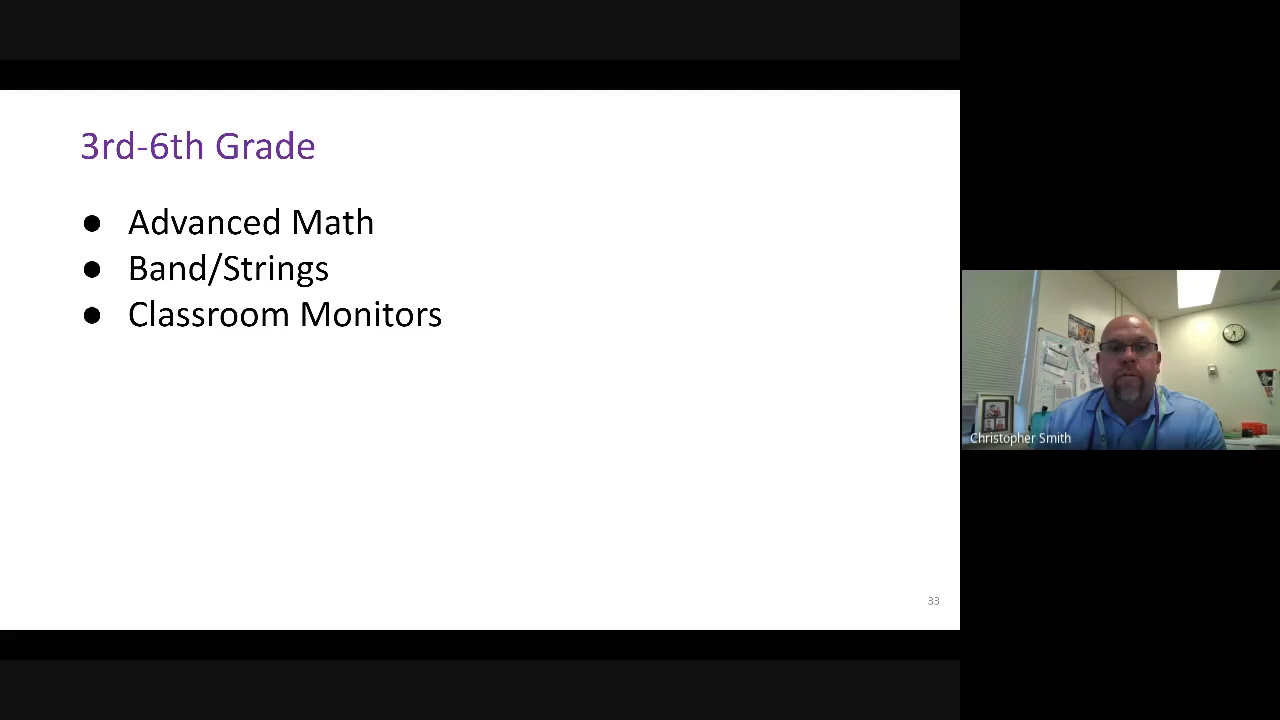 3rd-6th Grade
● Advanced Math
● Band/Strings
● Classroom Monitors
33
Christopher Smith